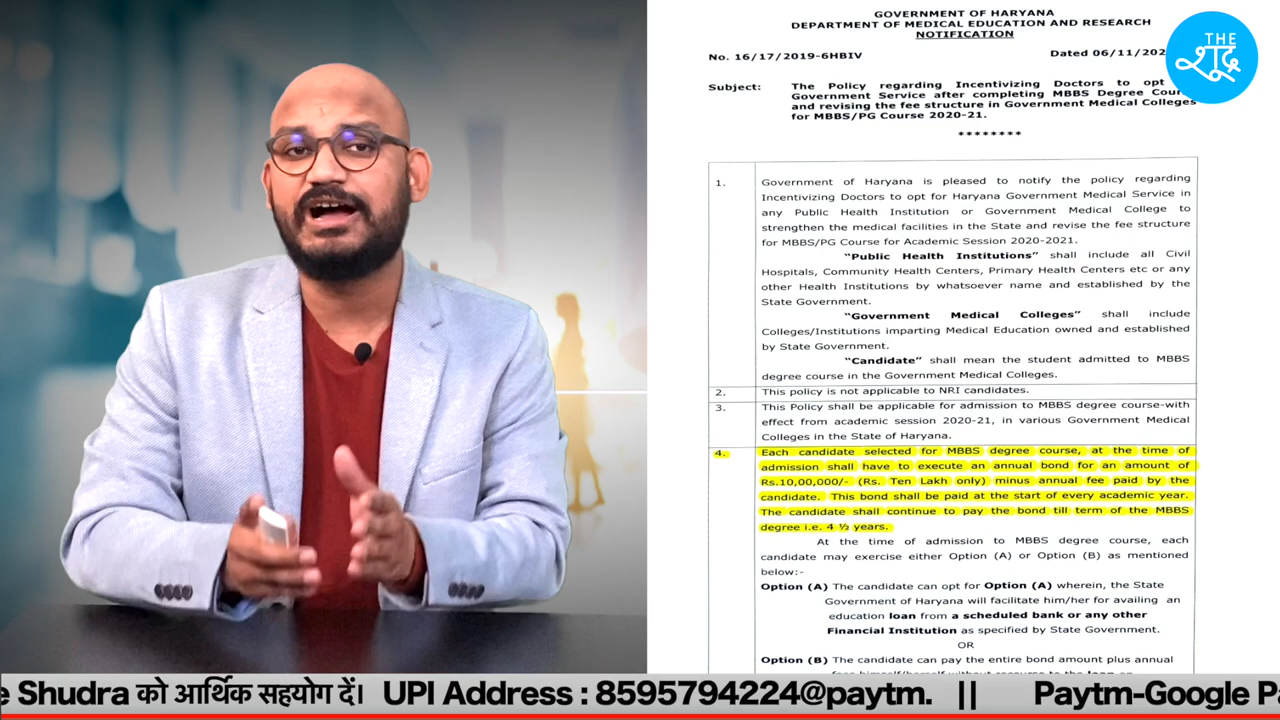 GOVERNMENT OF HARYANA
DEPARTMENT OF MEDICAL EDUCATION AND RESEARCH
NOTIFICATION
No. 16/17/2019-6HBIV Dated 06/11/202
THE
शूद्र
Subject: The Policy regarding Incentivizing Doctors to opt
Government Service after completing MBBS Degree Cour
and revising the fee structure in Government Medical Colleges
for MBBS/PG Course 2020-21.
********
1. Government of Haryana is pleased to notify the policy regarding
Incentivizing Doctors to opt for Haryana Government Medical Service in
any Public Health Institution or Government Medical College to
strengthen the medical facilities in the State and revise the fee structure
for MBBS/PG Course for Academic Session 2020-2021.
“Public Health Institutions” shall include all Civil
Hospitals, Community Health Centers, Primary Health Centers etc or any
other Health Institutions by whatsoever name and established by the
State Government.
“Government Medical Colleges” shall include
Colleges/Institutions imparting Medical Education owned and established
by State Government.
“Candidate” shall mean the student admitted to MBBS
degree course in the Government Medical Colleges.
2. This policy is not applicable to NRI candidates.
3. This Policy shall be applicable for admission to MBBS degree course-with
effect from academic session 2020-21, in various Government Medical
Colleges in the State of Haryana.
4. Each candidate selected for MBBS degree course, at the time of
admission shall have to execute an annual bond for an amount of
Rs.10,00,000/- (Rs. Ten Lakh only) minus annual fee paid by the
candidate. This bond shall be paid at the start of every academic year.
The candidate shall continue to pay the bond till term of the MBBS
degree i.e. 4 ½ years.
At the time of admission to MBBS degree course, each
candidate may exercise either Option (A) or Option (B) as mentioned
below:-
Option (A) The candidate can opt for Option (A) wherein, the State
Government of Haryana will facilitate him/her for availing an
education loan from a scheduled bank or any other
Financial Institution as specified by State Government.
OR
Option (B) The candidate can pay the entire bond amount plus annual
e Shudra को आर्थिक सहयोग दें। UPI Address : 8595794224@paytm. || Paytm-Google Pa